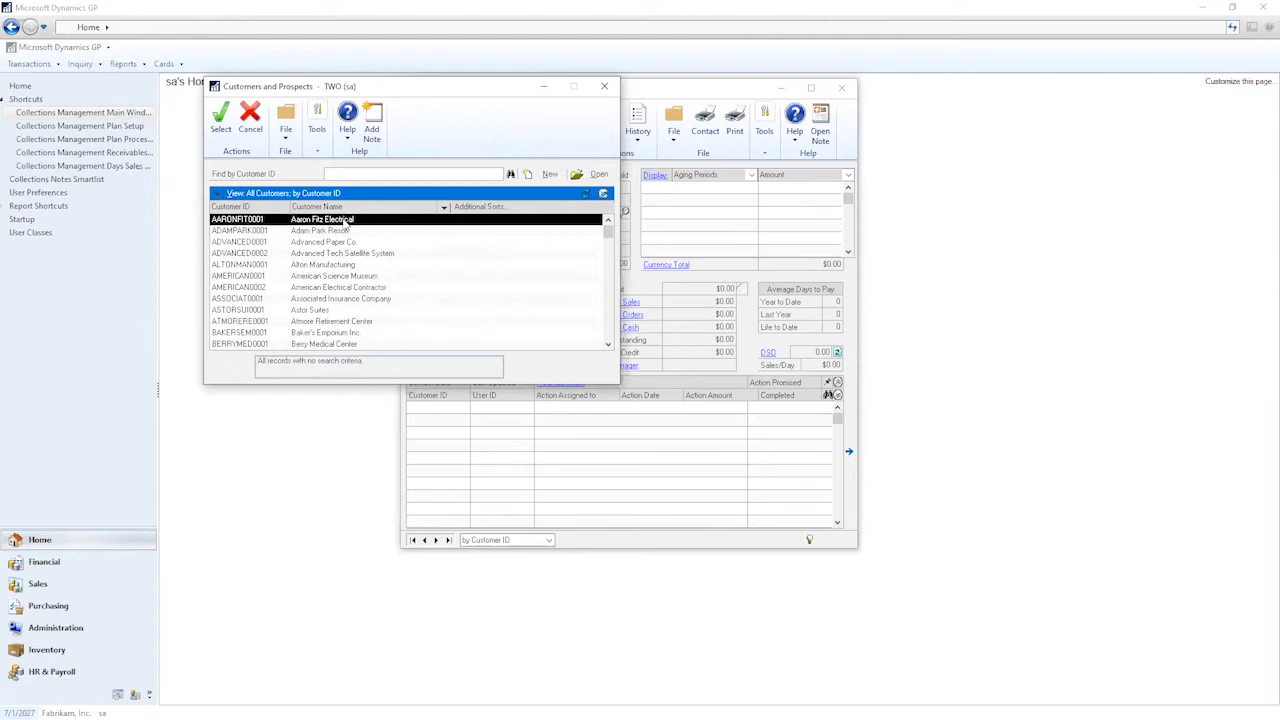 Microsoft Dynamics GP
Home
Microsoft Dynamics GP
Transactions Inquiry Reports Cards
Home
Shortcuts
Collections Management Main Wind...
Collections Management Plan Setup
Collections Management Plan Proces...
Collections Management Receivables...
Collections Management Days Sales ...
Collections Notes Smartlist
User Preferences
Report Shortcuts
Startup
User Classes
Home
Financial
Sales
Purchasing
Administration
Inventory
HR & Payroll
7/1/2027 Fabrikam, Inc. sa
sa's Ho
Customize this page...
Customers and Prospects - TWO (sa)
Select Cancel File Tools Help Add Note
Actions File Help
Find by Customer ID New Open
View: All Customers; by Customer ID
Customer ID Customer Name Additional Sorts...
AARONFIT0001 Aaron Fitz Electrical
ADAMPARK0001 Adam Park Resort
ADVANCED0001 Advanced Paper Co.
ADVANCED0002 Advanced Tech Satellite System
ALTONMAN0001 Alton Manufacturing
AMERICAN0001 American Science Museum
AMERICAN0002 American Electrical Contractor
ASSOCIAT0001 Associated Insurance Company
ASTORSUI0001 Astor Suites
ATMORERE0001 Atmore Retirement Center
BAKERSEM0001 Baker's Emporium Inc.
BERRYMED0001 Berry Medical Center
All records with no search criteria.
History File Contact Print Tools Help Open Note
ons File Help
old Display: Aging Periods Amount
00 Currency Total $0.00
it $0.00 Average Days to Pay
Sales $0.00 Year to Date 0
Orders $0.00 Last Year 0
Cash $0.00 Life to Date 0
standing $0.00
Credit $0.00 DSO 0.00
nager Sales/Day $0.00
Action Promised
Customer ID User ID Action Assigned to Action Date Action Amount Completed
by Customer ID